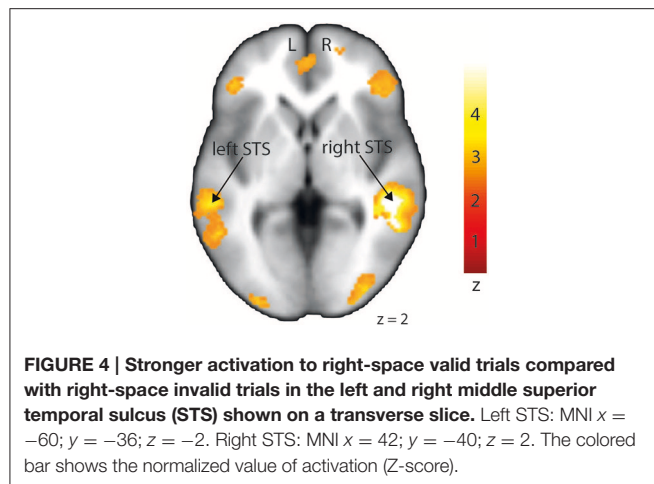 L R
left STS
right STS
4
3
2
1
z
z = 2
FIGURE 4 | Stronger activation to right-space valid trials compared
with right-space invalid trials in the left and right middle superior
temporal sulcus (STS) shown on a transverse slice. Left STS: MNI x =
−60; y = −36; z = −2. Right STS: MNI x = 42; y = −40; z = 2. The colored
bar shows the normalized value of activation (Z-score).